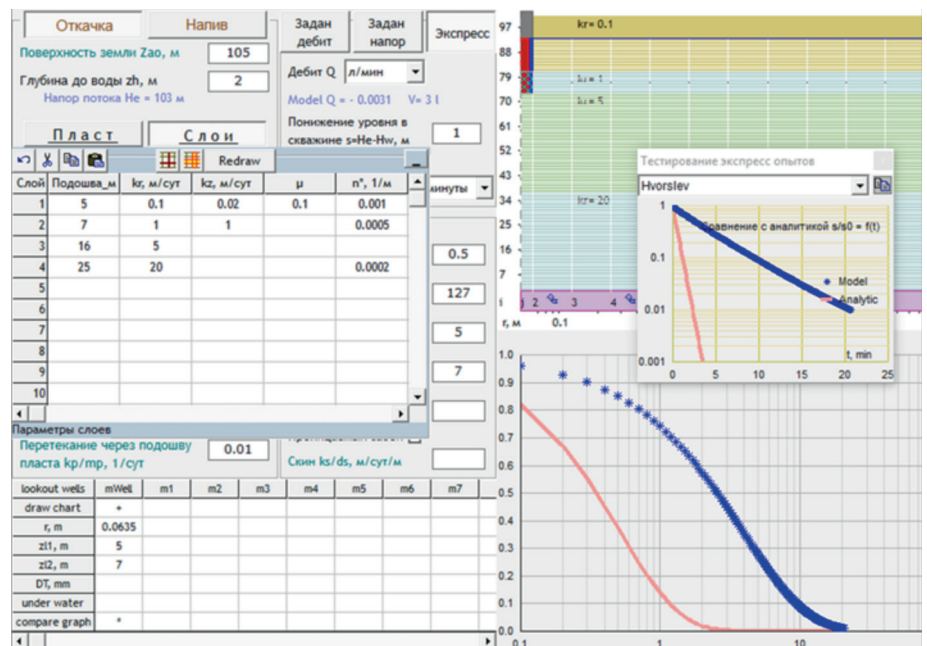 Откачка
Налив
Поверхность земли Zao, м
105
Глубина до воды zh, м
2
Напор потока He = 103 м
Пласт
Слои
Задан дебит
Задан напор
Экспресс
Дебит Q
л/мин
Model Q = - 0.0031 V= 3 l
Понижение уровня в
скважине s=He-Hw, м
1
Redraw
Слой Подошва_м kr, м/сут kz, м/сут μ n°, 1/м
1 5 0.1 0.02 0.1 0.001
2 7 1 1 0.0005
3 16 5
4 25 20 0.0002
5
6
7
8
9
10
Параметры слоев
минуты
0.5
127
5
7
Перетекание через подошву
пласта kp/mp, 1/сут
0.01
Скин ks/ds, м/сут/м
lookout wells mWell m1 m2 m3 m4 m5 m6 m7
draw chart +
r, m 0.0635
zl1, m 5
zl2, m 7
DT, mm
under water
compare graph *
97
88
79
70
61
52
43
34
25
16
7
kr= 0.1
kr= 1
kr= 5
kr= 20
2 3 4
r, м 0.1
Тестирование экспресс опытов
Hvorslev
Сравнение с аналитикой s/s0 = f(t)
1
0.1
0.01
0.001
Model
Analytic
t, min
0 5 10 15 20 25
1.0
0.9
0.8
0.7
0.6
0.5
0.4
0.3
0.2
0.1
0.0
0.1 1 10